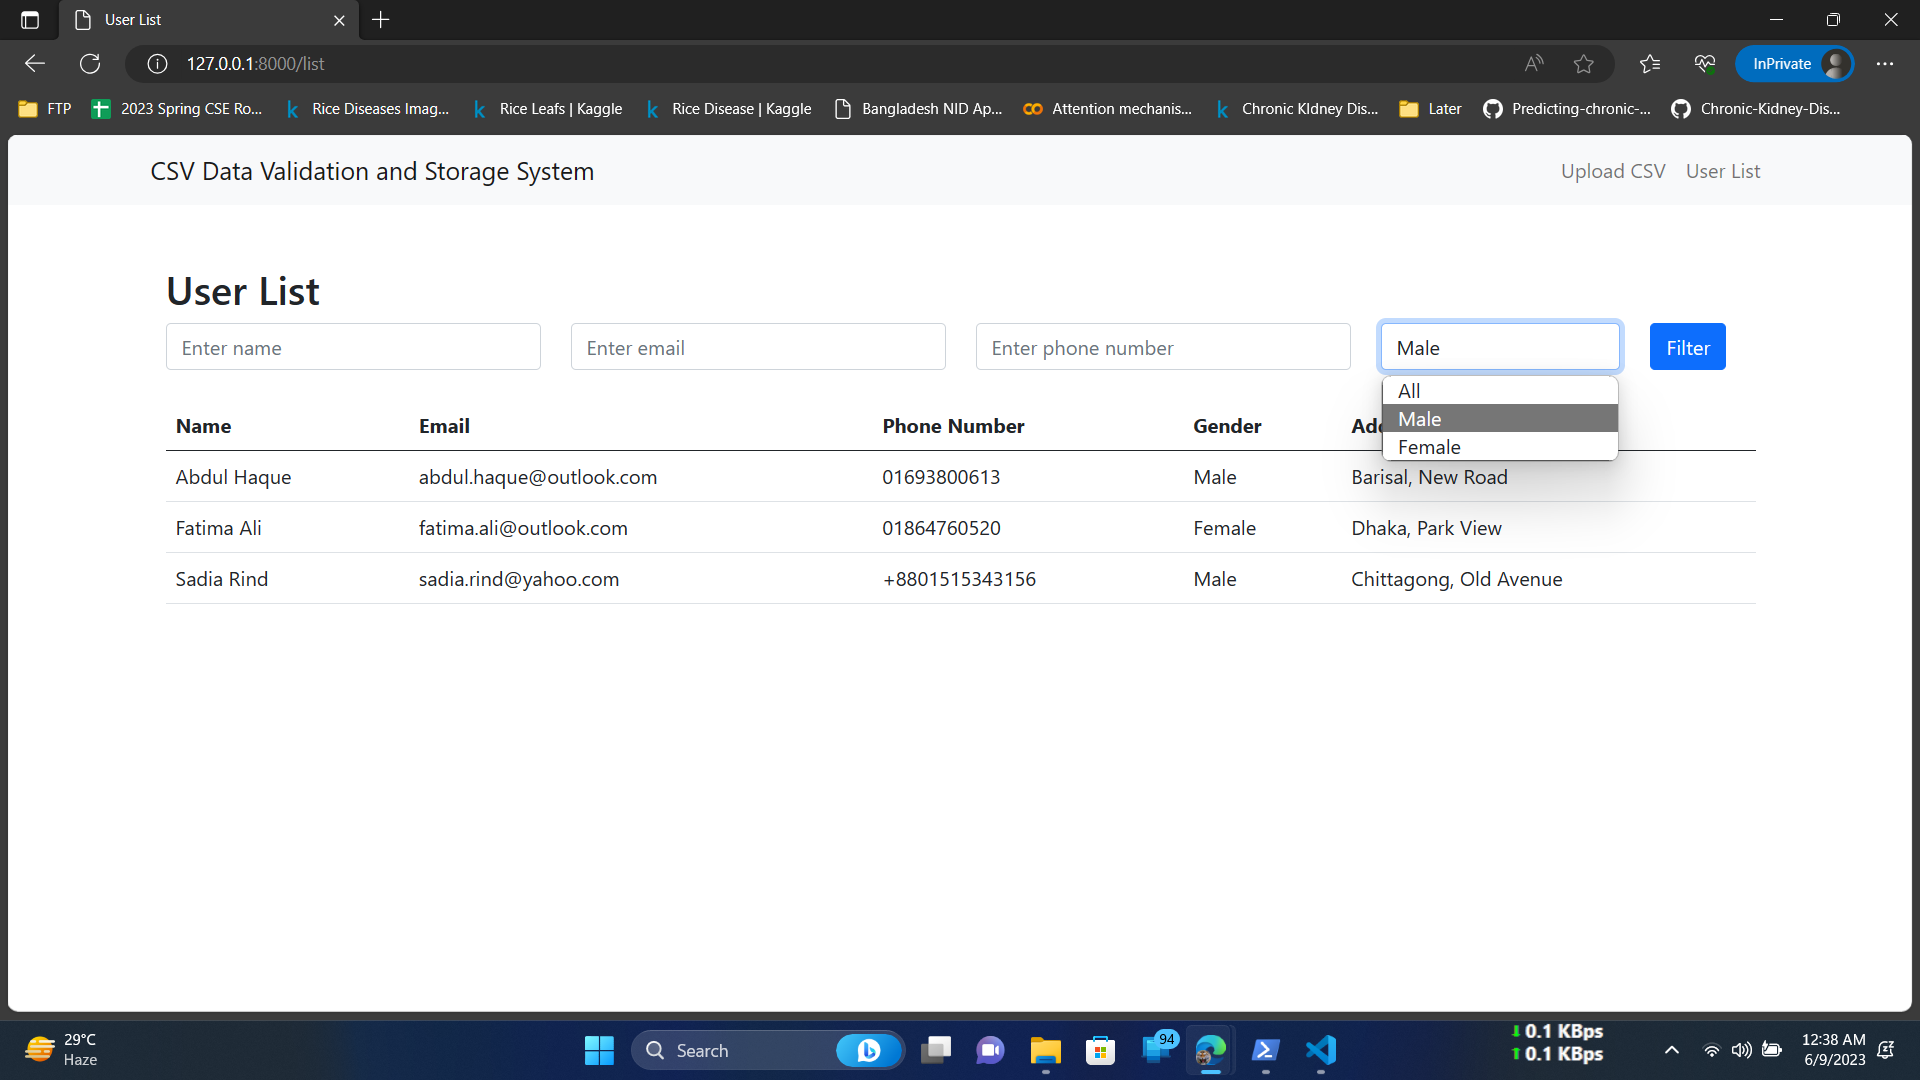 User List
127.0.0.1:8000/list
InPrivate
FTP 2023 Spring CSE Ro... Rice Diseases Imag... Rice Leafs | Kaggle Rice Disease | Kaggle Bangladesh NID Ap... Attention mechanis... Chronic KIdney Dis... Later Predicting-chronic-... Chronic-Kidney-Dis...
CSV Data Validation and Storage System Upload CSV User List
User List
Enter name Enter email Enter phone number Male Filter
All
Male
Female
Name Email Phone Number Gender
Abdul Haque abdul.haque@outlook.com 01693800613 Male Barisal, New Road
Fatima Ali fatima.ali@outlook.com 01864760520 Female Dhaka, Park View
Sadia Rind sadia.rind@yahoo.com +8801515343156 Male Chittagong, Old Avenue
29°C
Haze
Search
94
0.1 KBps
0.1 KBps
12:38 AM
6/9/2023